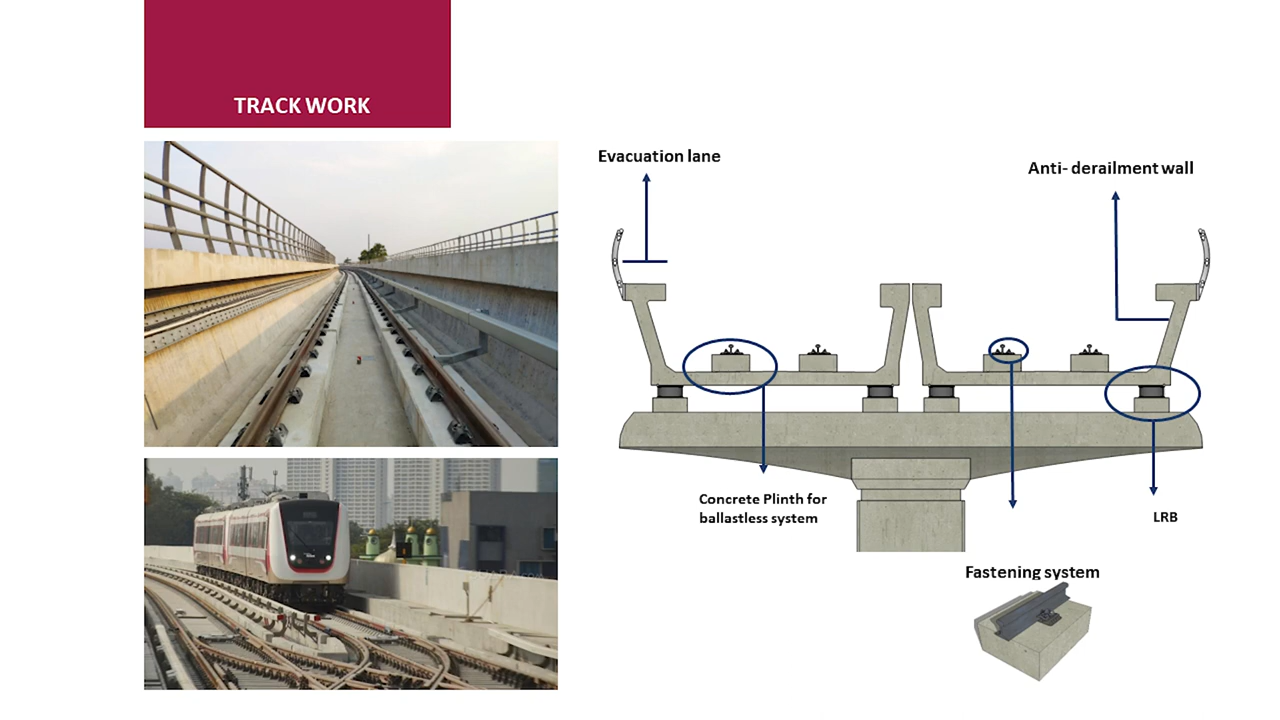 TRACK WORK
Evacuation lane
Anti- derailment wall
Concrete Plinth for
ballastless system
LRB
Fastening system